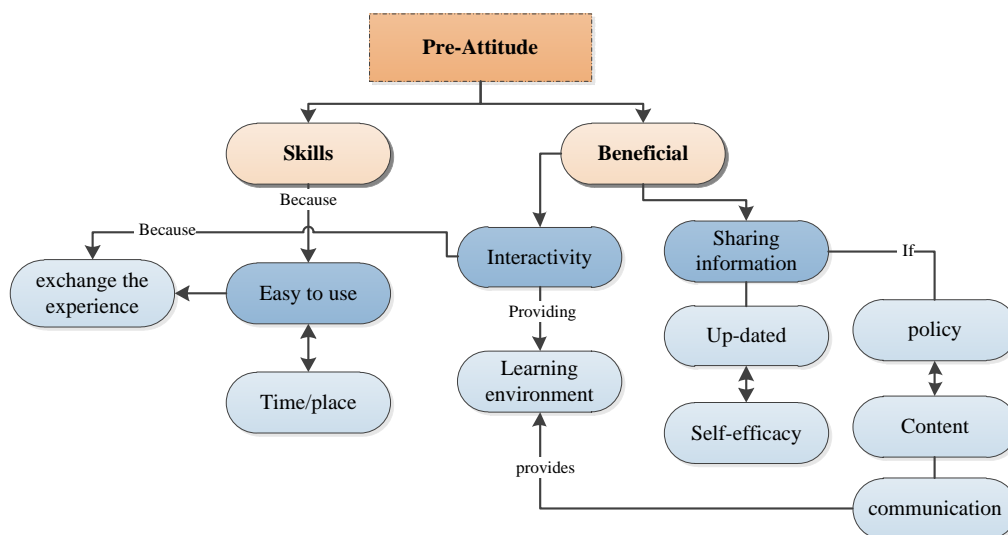 Pre-Attitude
Skills
Beneficial
Because
Because
Interactivity
Sharing
information
If
exchange the
experience
Easy to use
Providing
Up-dated
policy
Learning
environment
Time/place
Self-efficacy
Content
provides
communication